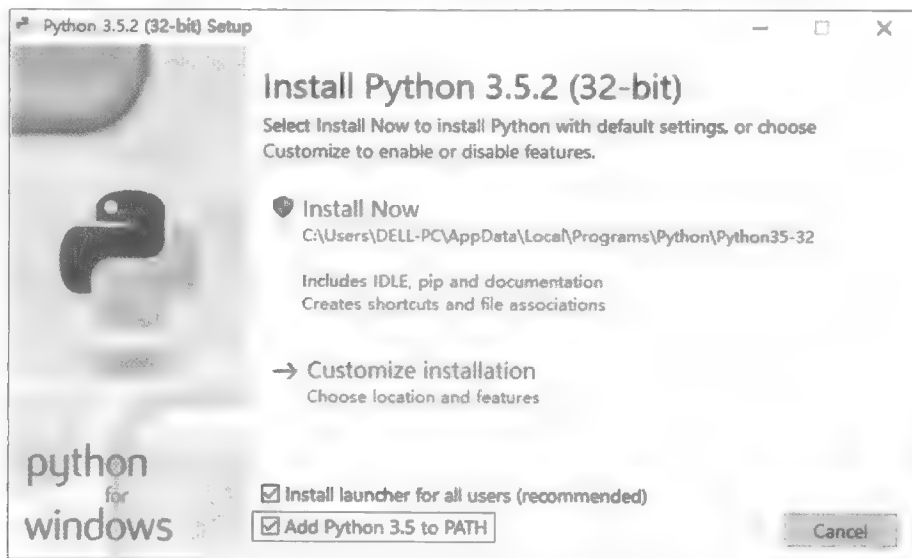 Python 3.5.2 (32-bit) Setup
Install Python 3.5.2 (32-bit)
Select Install Now to install Python with default settings, or choose
Customize to enable or disable features.
Install Now
C:\Users\DELL-PC\AppData\Local\Programs\Python\Python35-32
Includes IDLE, pip and documentation
Creates shortcuts and file associations
→ Customize installation
Choose location and features
python
for
windows
Install launcher for all users (recommended)
Add Python 3.5 to PATH
Cancel